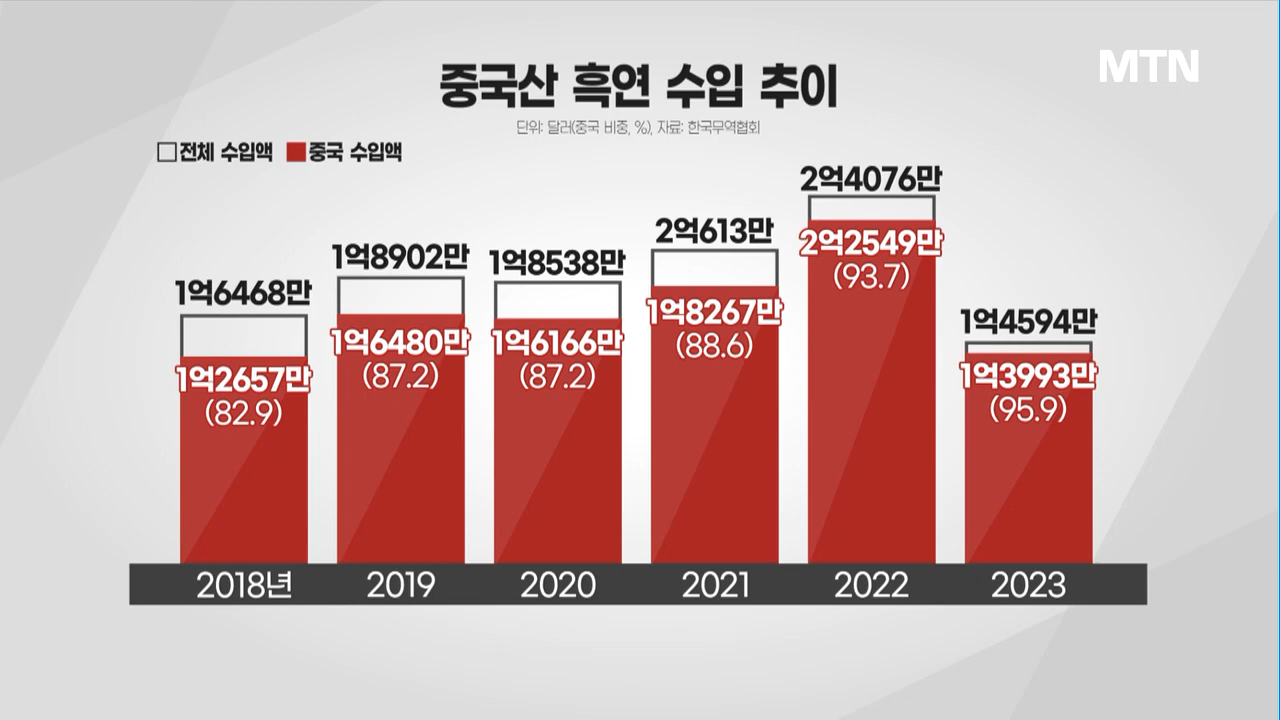 MTN
중국산 흑연 수입 추이
단위: 달러(중국 비중, %), 자료: 한국무역협회
전체 수입액 중국 수입액
1억6468만
1억2657만
(82.9)
1억8902만
1억6480만
(87.2)
1억8538만
1억6166만
(87.2)
2억613만
1억8267만
(88.6)
2억4076만
2억2549만
(93.7)
1억4594만
1억3993만
(95.9)
2018년 2019 2020 2021 2022 2023